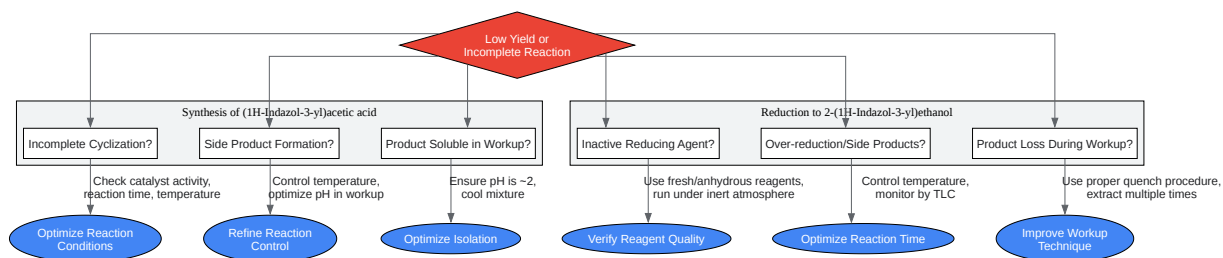 Low Yield or
Incomplete Reaction
Synthesis of (1H-Indazol-3-yl)acetic acid
Reduction to 2-(1H-Indazol-3-yl)ethanol
Incomplete Cyclization?
Side Product Formation?
Product Soluble in Workup?
Inactive Reducing Agent?
Over-reduction/Side Products?
Product Loss During Workup?
Check catalyst activity,
reaction time, temperature
Control temperature,
optimize pH in workup
Ensure pH is ~2,
cool mixture
Use fresh/anhydrous reagents,
run under inert atmosphere
Control temperature,
monitor by TLC
Use proper quench procedure,
extract multiple times
Optimize Reaction
Conditions
Refine Reaction
Control
Optimize Isolation
Verify Reagent Quality
Optimize Reaction Time
Improve Workup
Technique